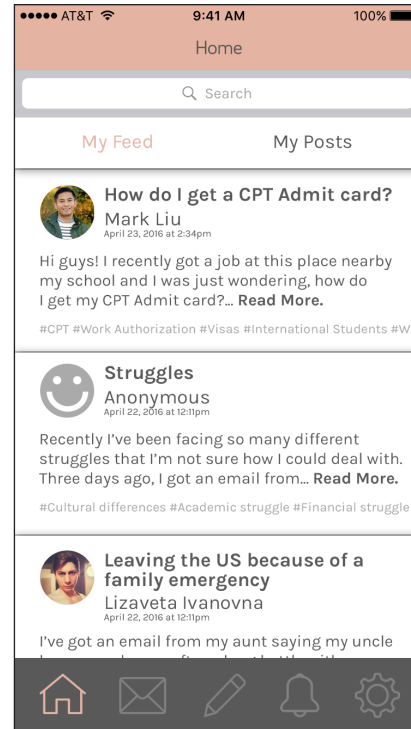 AT&T 9:41 AM 100%
Home
Search
My Feed My Posts
How do I get a CPT Admit card?
Mark Liu
April 23, 2016 at 2:34pm
Hi guys! I recently got a job at this place nearby
my school and I was just wondering, how do
I get my CPT Admit card?... Read More.
#CPT #Work Authorization #Visas #International Students #W
Struggles
Anonymous
April 22, 2016 at 12:11pm
Recently I've been facing so many different
struggles that I'm not sure how I could deal with.
Three days ago, I got an email from... Read More.
#Cultural differences #Academic struggle #Financial struggle
Leaving the US because of a
family emergency
Lizaveta Ivanovna
April 22, 2016 at 12:11pm
I've got an email from my aunt saying my uncle